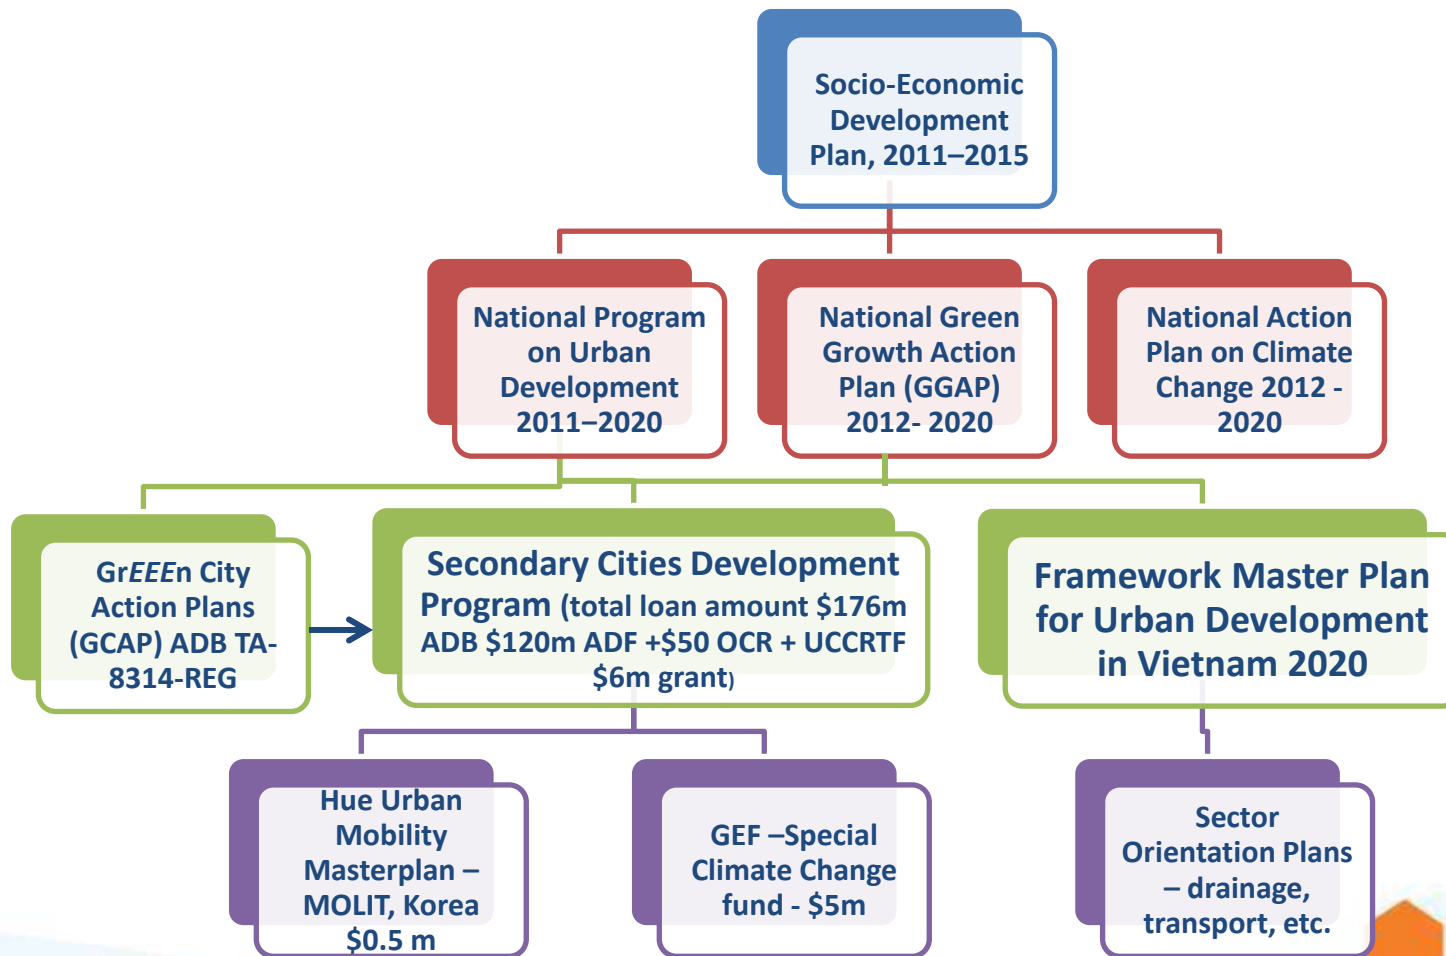 Socio-Economic
Development
Plan, 2011–2015
National Program
on Urban
Development
2011–2020
National Green
Growth Action
Plan (GGAP)
2012- 2020
National Action
Plan on Climate
Change 2012 -
2020
GrEEEn City
Action Plans
(GCAP) ADB TA-
8314-REG
Secondary Cities Development
Program (total loan amount $176m
ADB $120m ADF +$50 OCR + UCCRTF
$6m grant)
Framework Master Plan
for Urban Development
in Vietnam 2020
Hue Urban
Mobility
Masterplan –
MOLIT, Korea
$0.5 m
GEF –Special
Climate Change
fund - $5m
Sector
Orientation Plans
– drainage,
transport, etc.